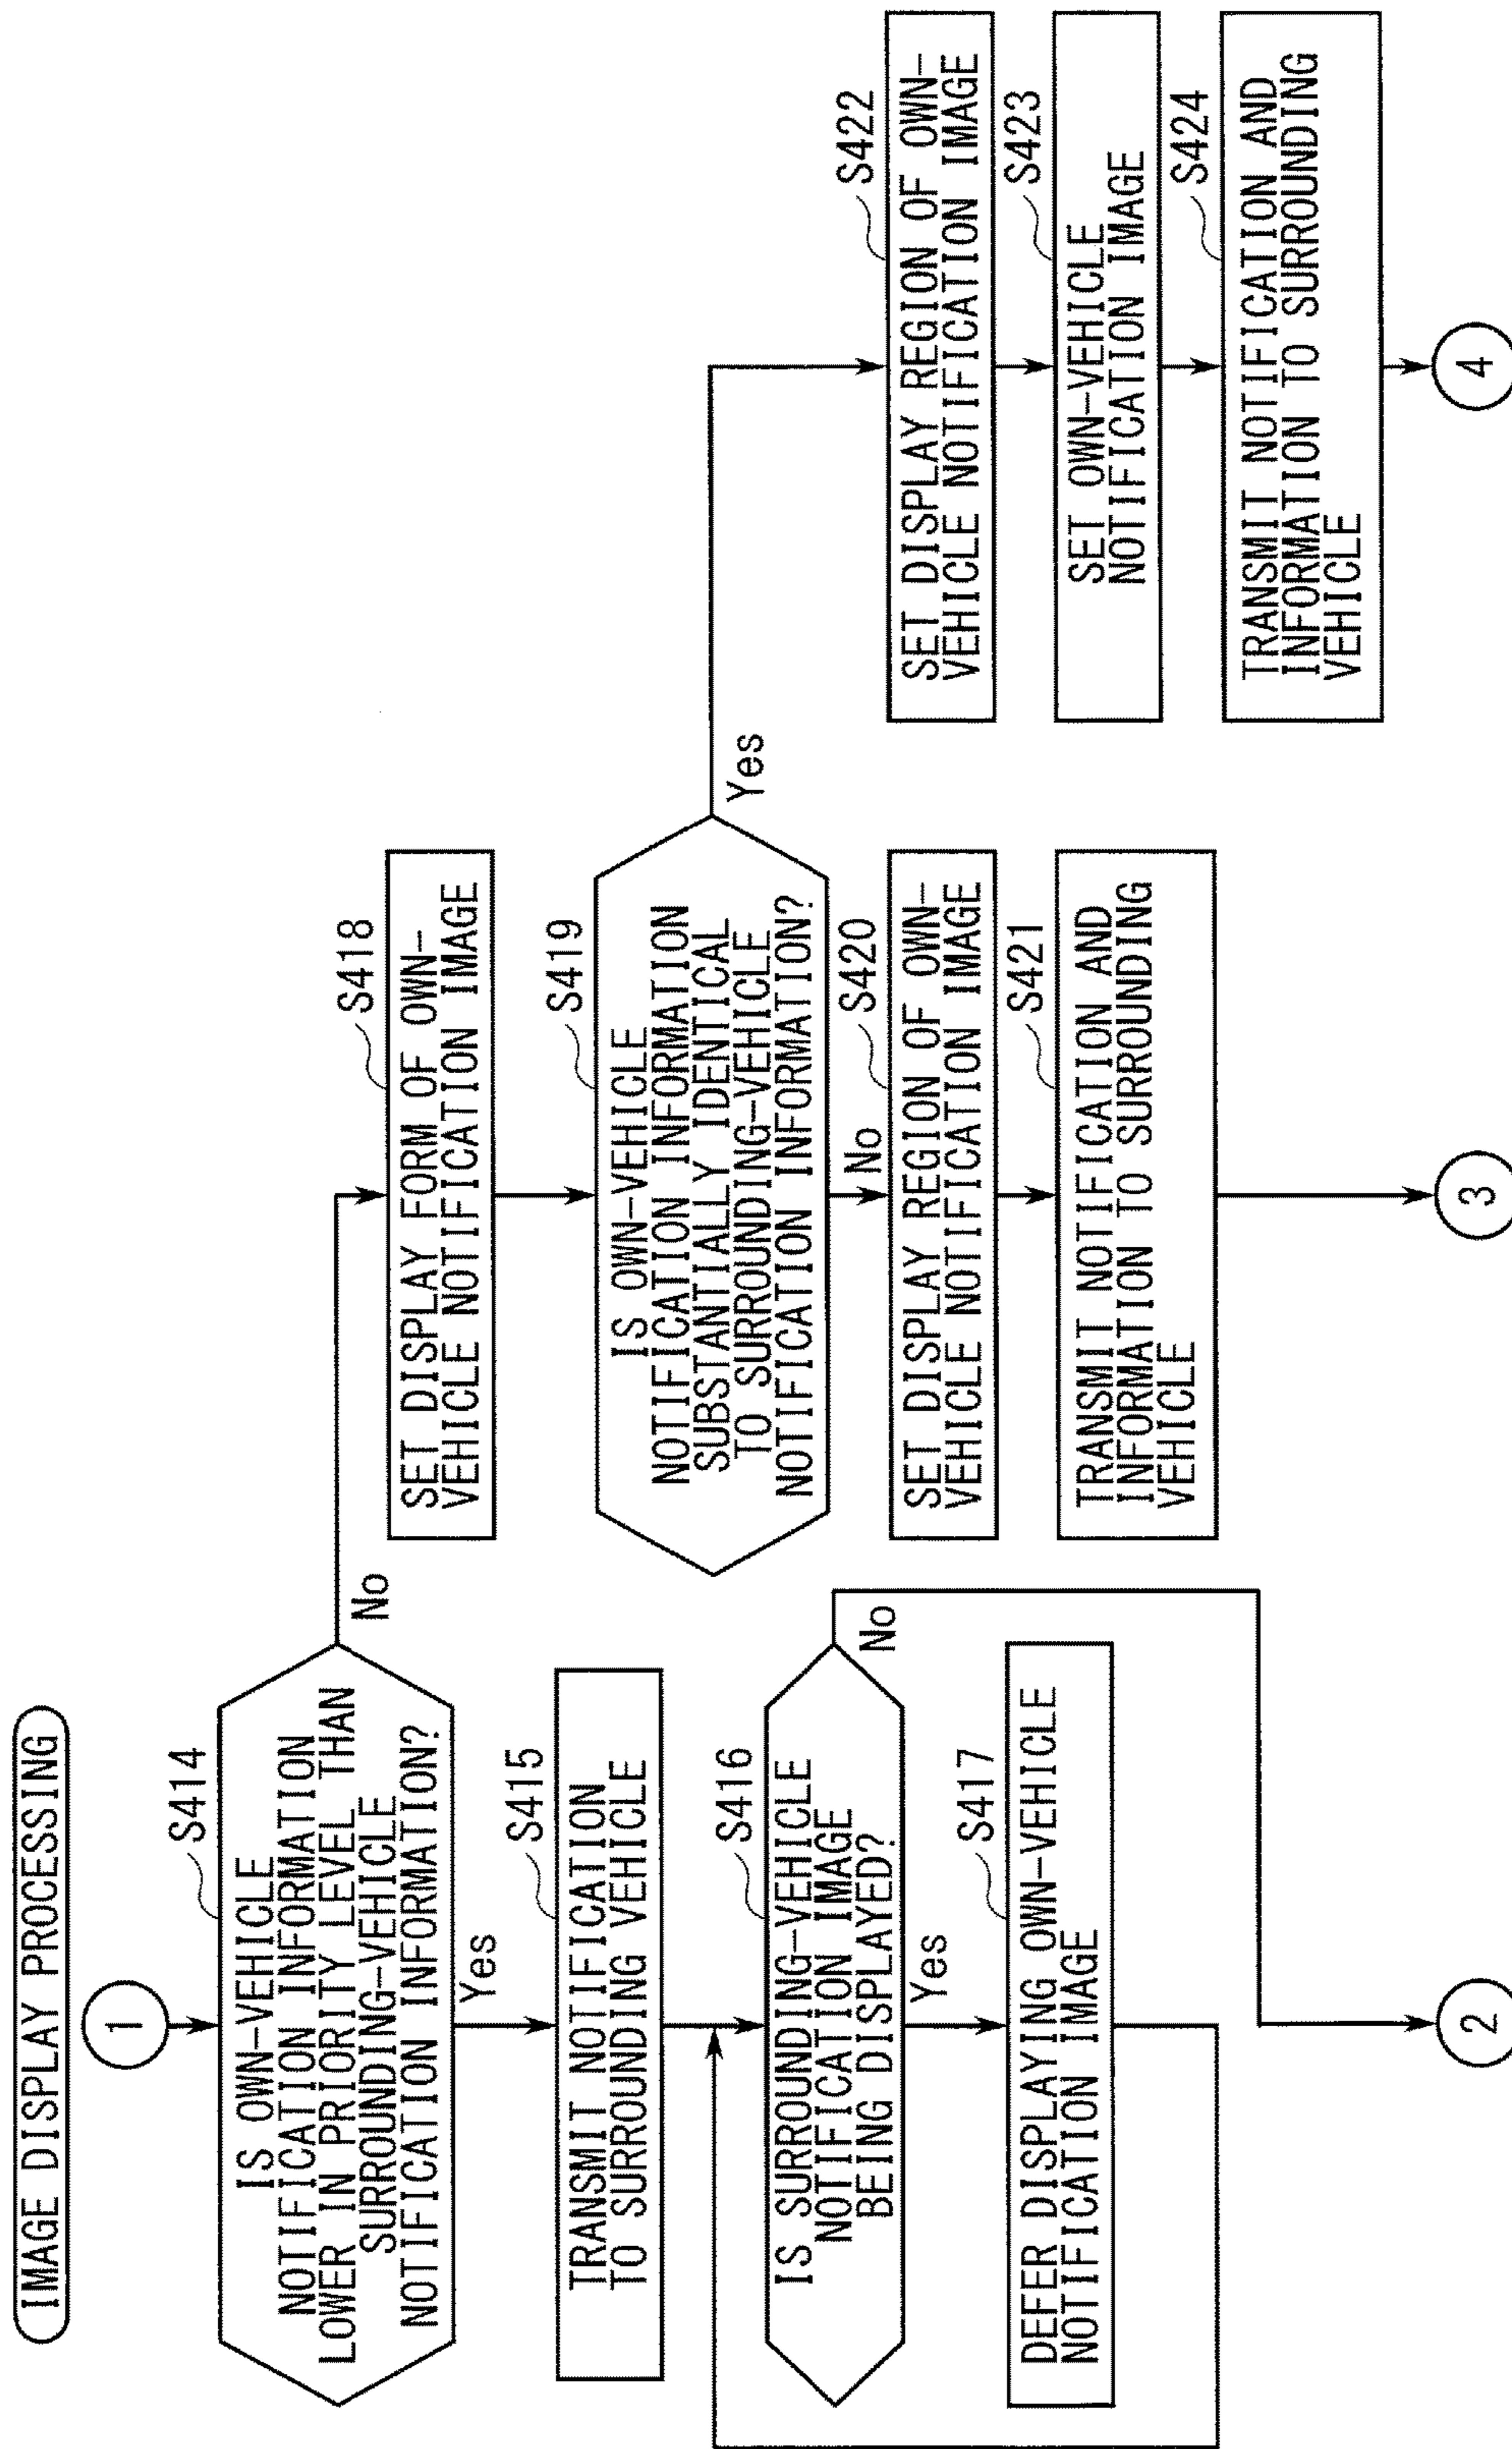 IMAGE DISPLAY PROCESSING
1
S414
IS OWN-VEHICLE
NOTIFICATION INFORMATION
LOWER IN PRIORITY LEVEL THAN
SURROUNDING-VEHICLE
NOTIFICATION INFORMATION?
No
Yes
S415
TRANSMIT NOTIFICATION
TO SURROUNDING VEHICLE
S416
IS SURROUNDING-VEHICLE
NOTIFICATION IMAGE
BEING DISPLAYED?
No
Yes
S417
DEFER DISPLAYING OWN-VEHICLE
NOTIFICATION IMAGE
2
S418
SET DISPLAY FORM OF OWN-
VEHICLE NOTIFICATION IMAGE
S419
IS OWN-VEHICLE
NOTIFICATION INFORMATION
SUBSTANTIALLY IDENTICAL
TO SURROUNDING-VEHICLE
NOTIFICATION INFORMATION?
Yes
No
S420
SET DISPLAY REGION OF OWN-
VEHICLE NOTIFICATION IMAGE
S421
TRANSMIT NOTIFICATION AND
INFORMATION TO SURROUNDING
VEHICLE
3
S422
SET DISPLAY REGION OF OWN-
VEHICLE NOTIFICATION IMAGE
S423
SET OWN-VEHICLE
NOTIFICATION IMAGE
S424
TRANSMIT NOTIFICATION AND
INFORMATION TO SURROUNDING
VEHICLE
4